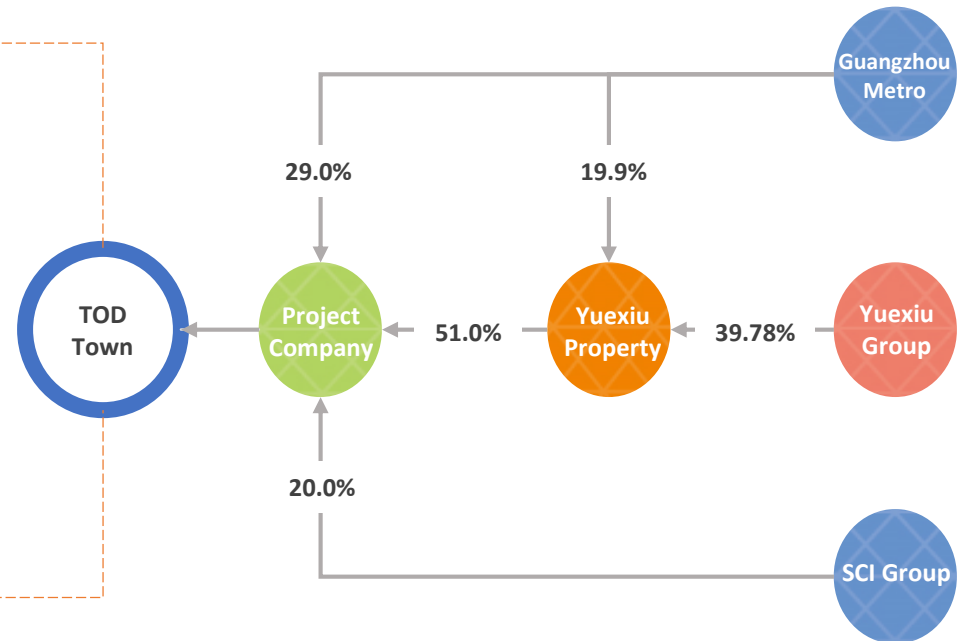 Guangzhou
Metro
29.0%
19.9%
TOD
Town
Project
Company
51.0%
Yuexiu
Property
39.78%
Yuexiu
Group
20.0%
SCI Group